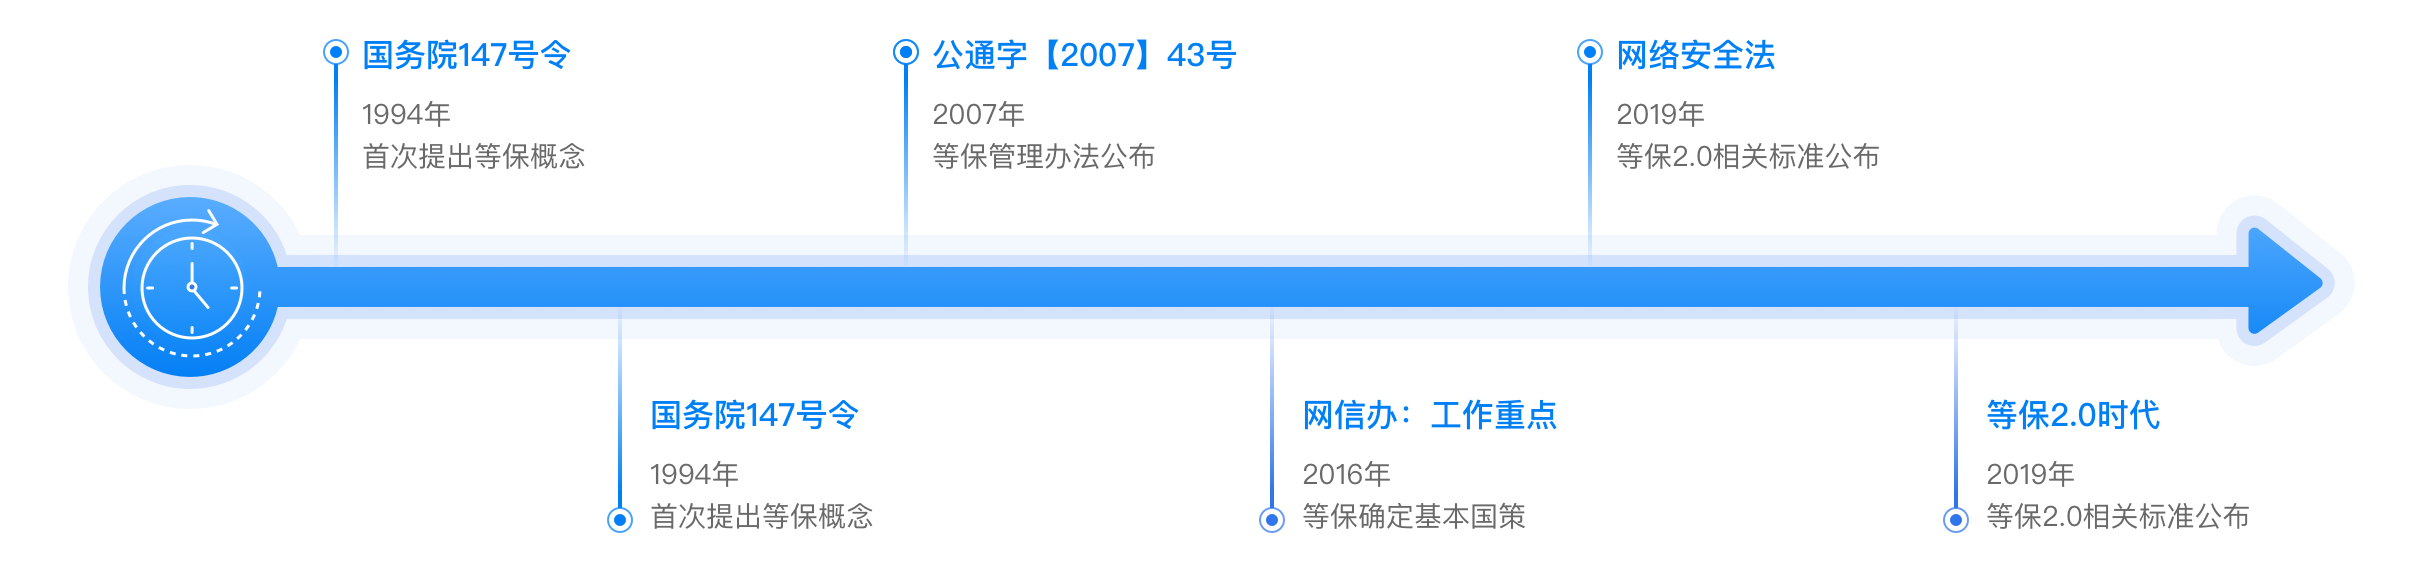 国务院147号令
1994年
首次提出等保概念
公通字【2007】43号
2007年
等保管理办法公布
网络安全法
2019年
等保2.0相关标准公布
国务院147号令
1994年
首次提出等保概念
网信办：工作重点
2016年
等保确定基本国策
等保2.0时代
2019年
等保2.0相关标准公布